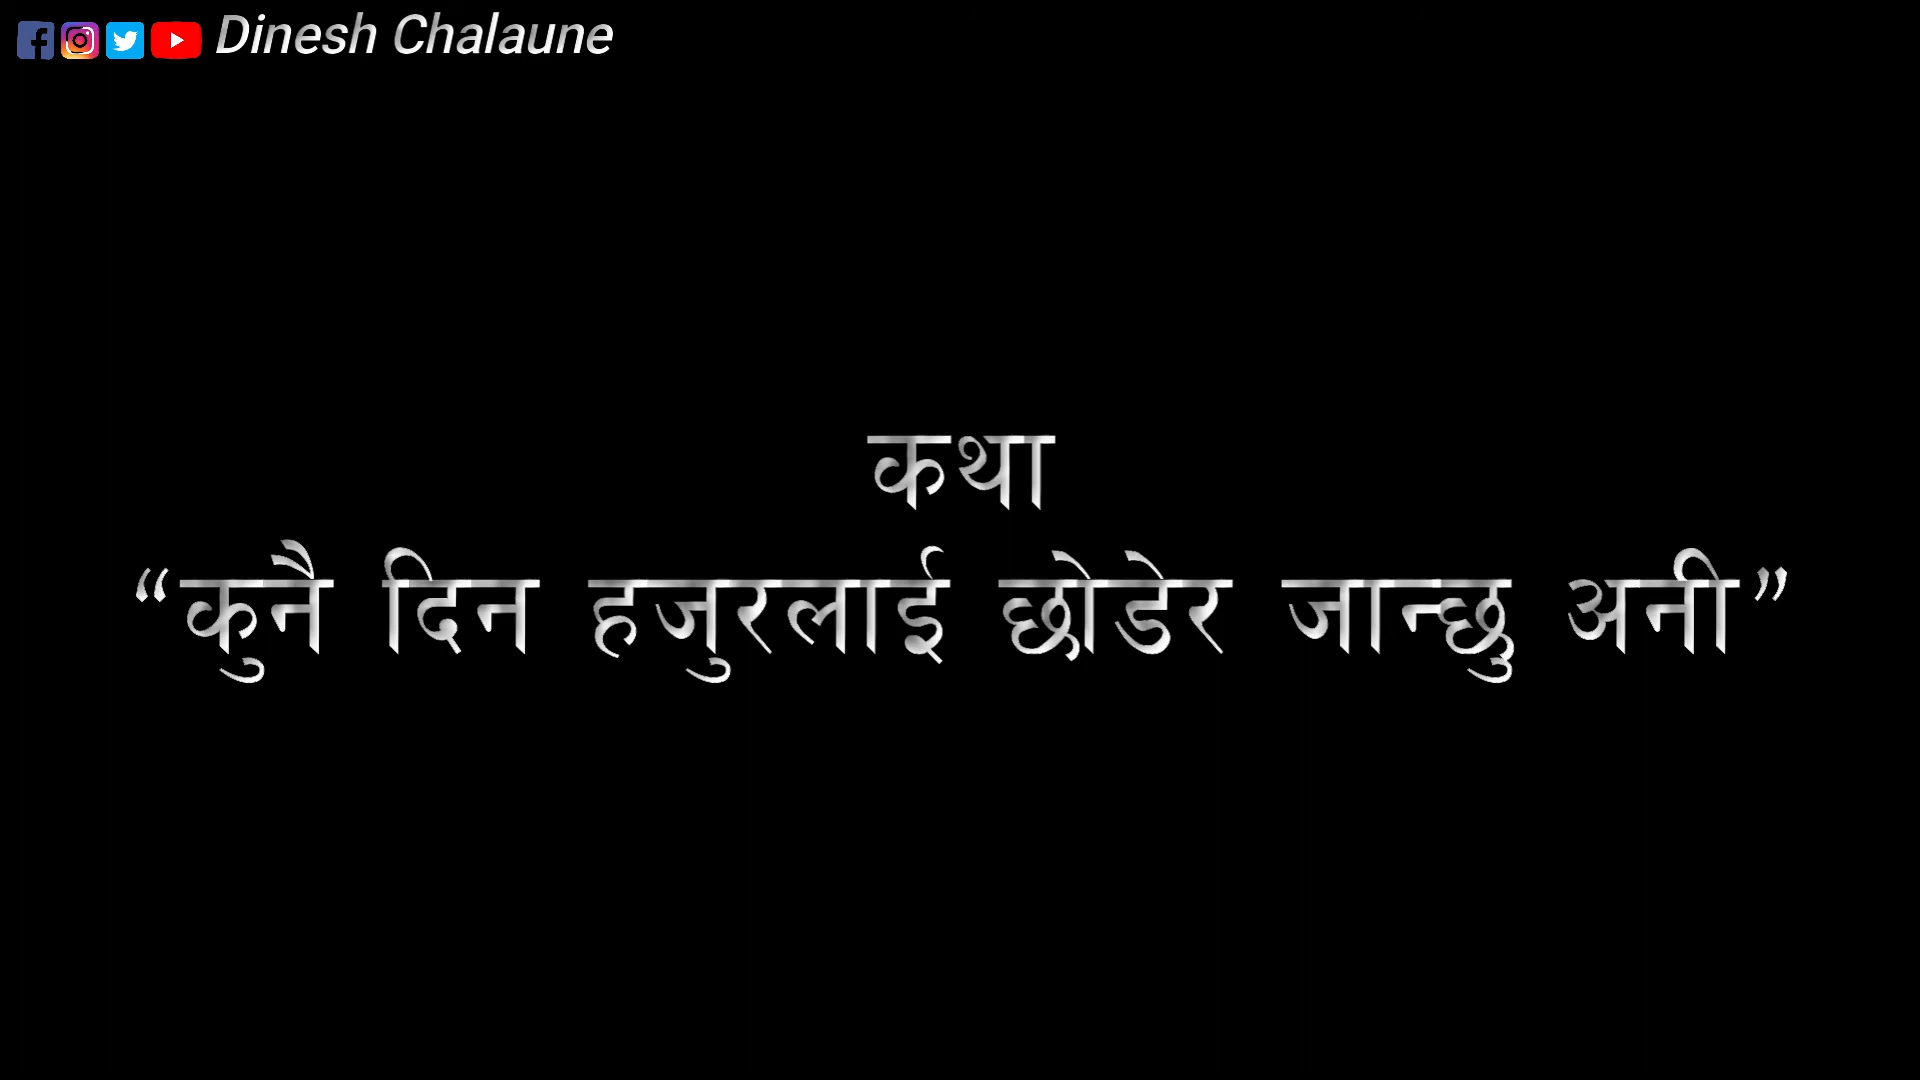 Dinesh Chalaune
कथा
“कुनै दिन हजुरलाई छोडेर जान्छु अनी”